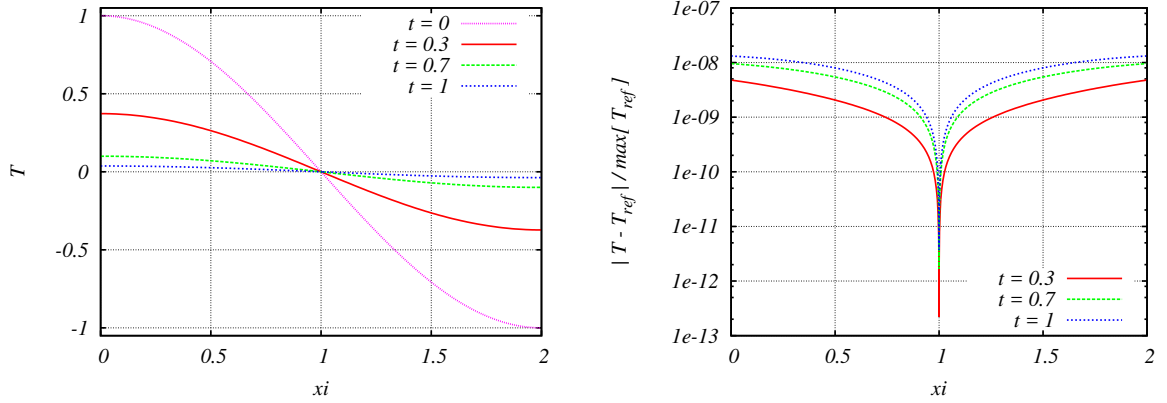 1
0.5
0
-0.5
-1
T
0
0.5
1
1.5
2
xi
t = 0
t = 0.3
t = 0.7
t = 1
1e-07
1e-08
1e-09
1e-10
1e-11
1e-12
1e-13
| T - T_ref | / max[ T_ref ]
0
0.5
1
1.5
2
xi
t = 0.3
t = 0.7
t = 1